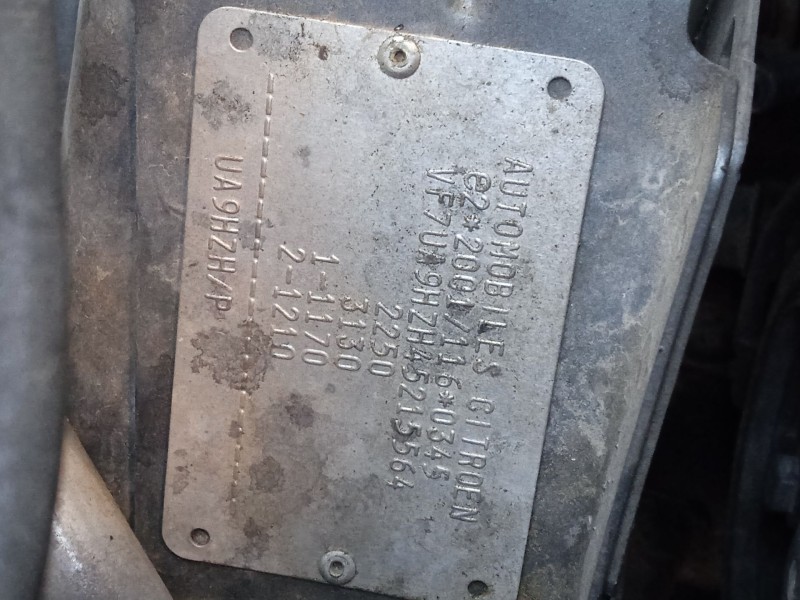 AUTOMOBILES CITROEN
e2*2001/116*0345
VF7UA9HZH45215564
2250
3130
1-1170
2-1210
UA9HZH/P